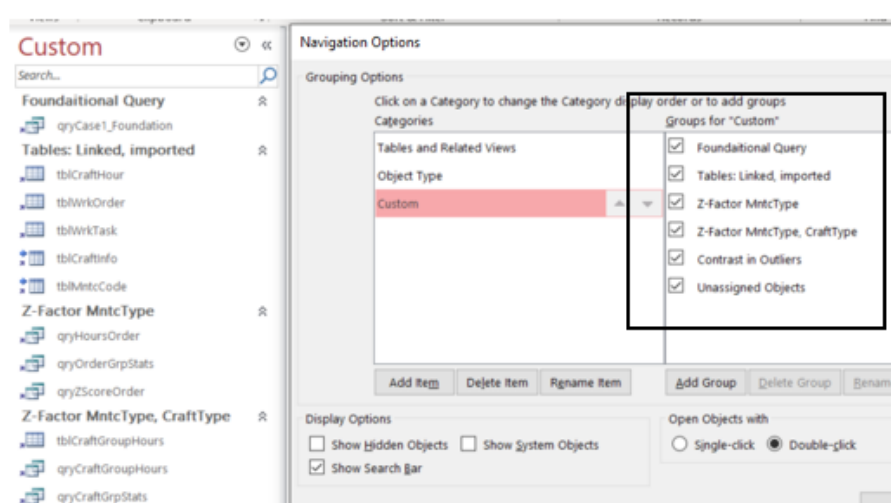 Custom
Search...
Foundaitional Query
qryCase1_Foundation
Tables: Linked, imported
tblCraftHour
tblWrkOrder
tblWrkTask
tblCraftInfo
tblMntcCode
Z-Factor MntcType
qryHoursOrder
qryOrderGrpStats
qryZScoreOrder
Z-Factor MntcType, CraftType
tblCraftGroupHours
qryCraftGroupHours
qryCraftGrpStats
Navigation Options
Grouping Options
Click on a Category to change the Category display order or to add groups
Categories
Tables and Related Views
Object Type
Custom
Groups for "Custom"
Foundaitional Query
Tables: Linked, imported
Z-Factor MntcType
Z-Factor MntcType, CraftType
Contrast in Outliers
Unassigned Objects
Add Item Delete Item Rename Item
Add Group Delete Group
Display Options
Show Hidden Objects Show System Objects
Show Search Bar
Open Objects with
Single-click Double-click